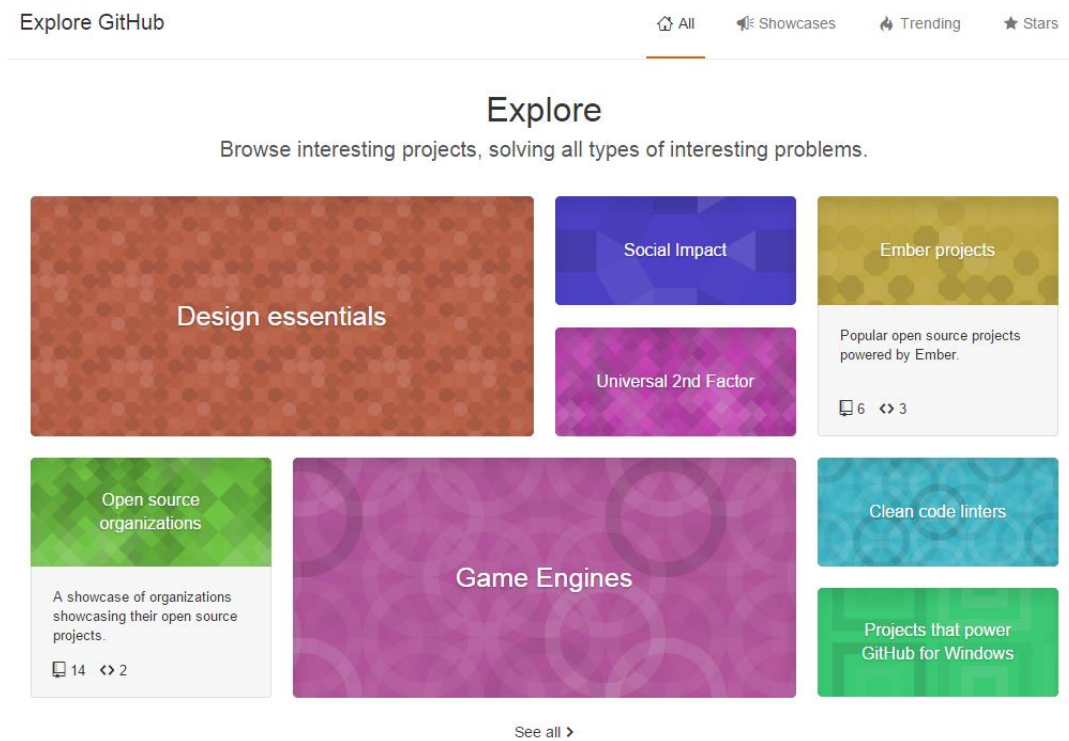 Explore GitHub
All
Showcases
Trending
Stars
Explore
Browse interesting projects, solving all types of interesting problems.
Design essentials
Social Impact
Universal 2nd Factor
Ember projects
Popular open source projects
powered by Ember.
6 3
Open source
organizations
A showcase of organizations
showcasing their open source
projects.
14 2
Game Engines
Clean code linters
Projects that power
GitHub for Windows
See all